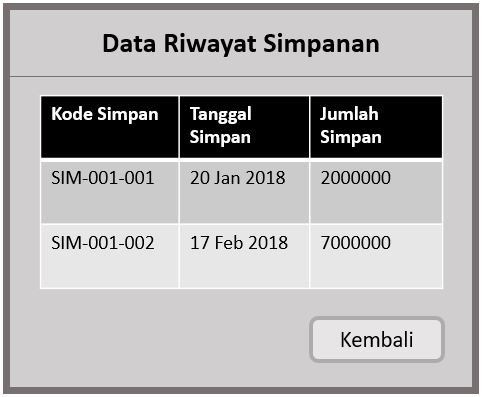 Data Riwayat Simpanan
Kode Simpan Tanggal Simpan Jumlah Simpan
SIM-001-001 20 Jan 2018 2000000
SIM-001-002 17 Feb 2018 7000000
Kembali